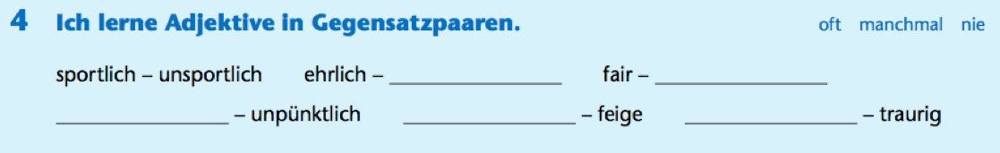 4 Ich lerne Adjektive in Gegensatzpaaren. oft manchmal nie
sportlich – unsportlich ehrlich – ________________ fair – ________________
________________ – unpünktlich ________________ – feige ________________ – traurig